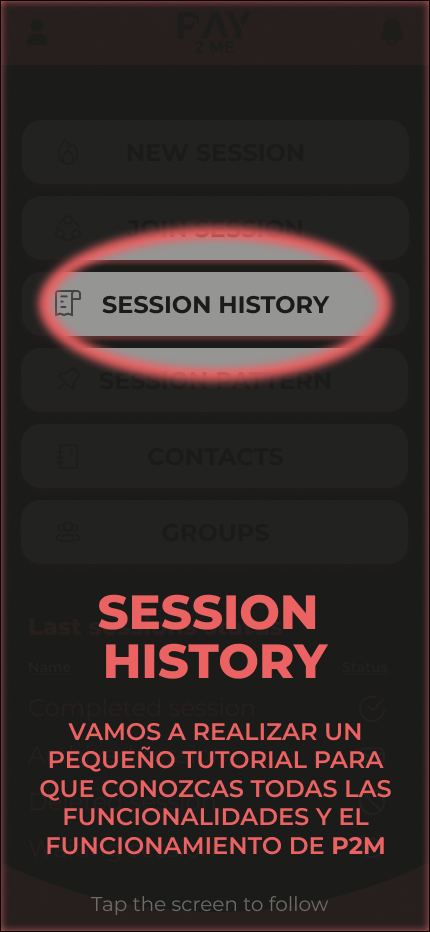 PAY
2 ME
NEW SESSION
JOIN SESSION
SESSION HISTORY
SESSION PATTERN
CONTACTS
GROUPS
SESSION
Last sessions status
HISTORY
Name Status
Completed session
VAMOS A REALIZAR UN
PEQUEÑO TUTORIAL PARA
QUE CONOZCAS TODAS LAS
FUNCIONALIDADES Y EL
FUNCIONAMIENTO DE P2M
Tap the screen to follow